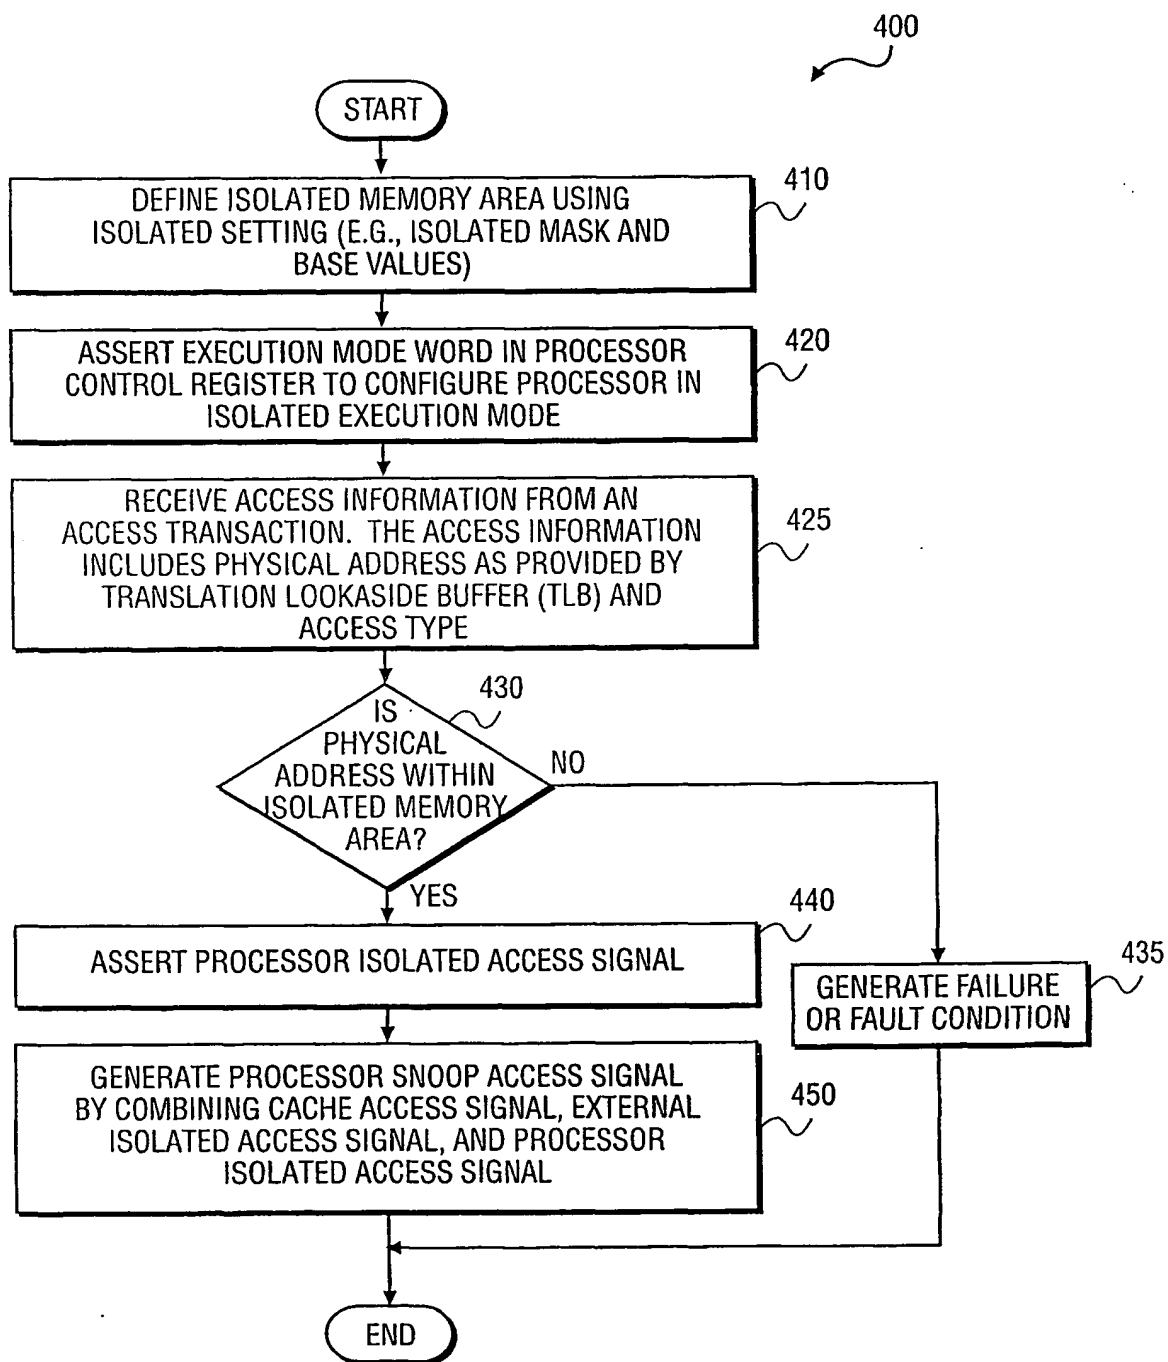 400
START
DEFINE ISOLATED MEMORY AREA USING
ISOLATED SETTING (E.G., ISOLATED MASK AND
BASE VALUES)
410
ASSERT EXECUTION MODE WORD IN PROCESSOR
CONTROL REGISTER TO CONFIGURE PROCESSOR IN
ISOLATED EXECUTION MODE
420
RECEIVE ACCESS INFORMATION FROM AN
ACCESS TRANSACTION. THE ACCESS INFORMATION
INCLUDES PHYSICAL ADDRESS AS PROVIDED BY
TRANSLATION LOOKASIDE BUFFER (TLB) AND
ACCESS TYPE
425
430
IS
PHYSICAL
ADDRESS WITHIN
ISOLATED MEMORY
AREA?
NO
YES
ASSERT PROCESSOR ISOLATED ACCESS SIGNAL
440
GENERATE FAILURE
OR FAULT CONDITION
435
GENERATE PROCESSOR SNOOP ACCESS SIGNAL
BY COMBINING CACHE ACCESS SIGNAL, EXTERNAL
ISOLATED ACCESS SIGNAL, AND PROCESSOR
ISOLATED ACCESS SIGNAL
450
END